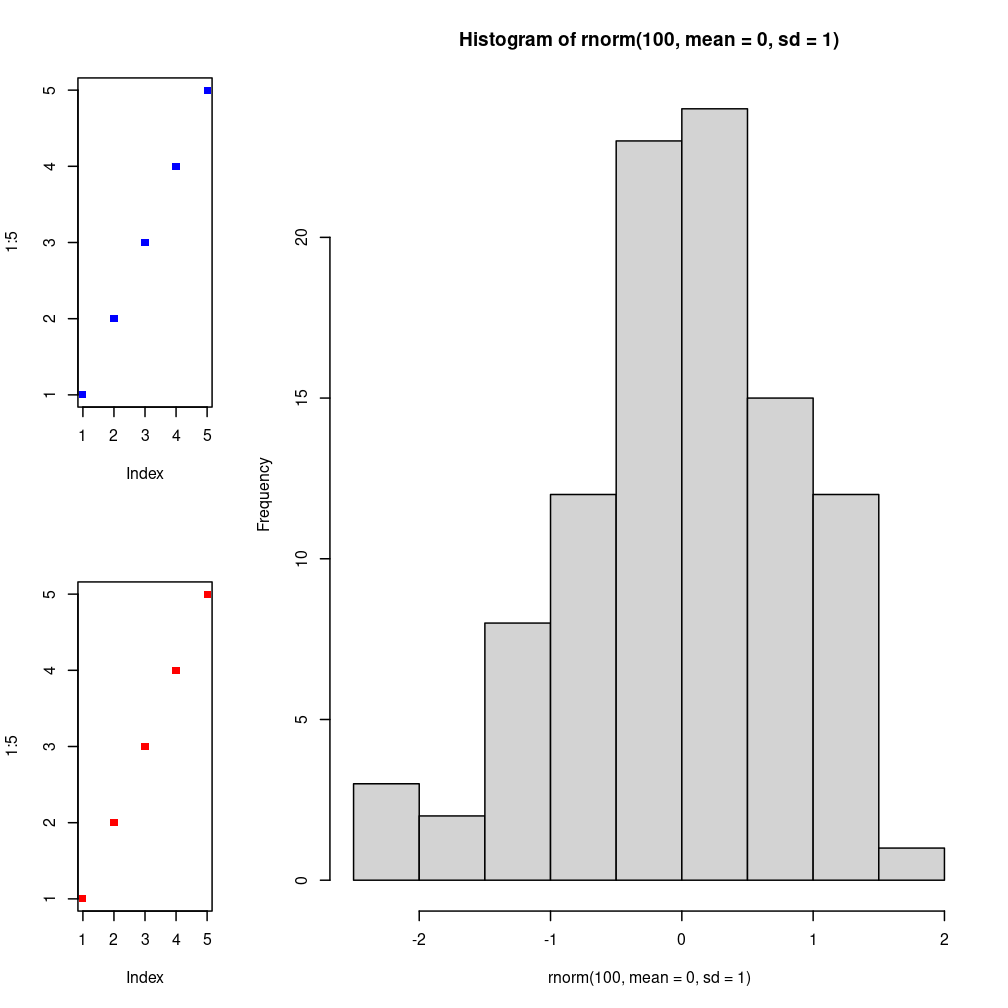 1:5
5
4
3
2
1
1 2 3 4 5
Index
1:5
5
4
3
2
1
1 2 3 4 5
Index
Histogram of rnorm(100, mean = 0, sd = 1)
Frequency
20
15
10
5
0
-2 -1 0 1 2
rnorm(100, mean = 0, sd = 1)